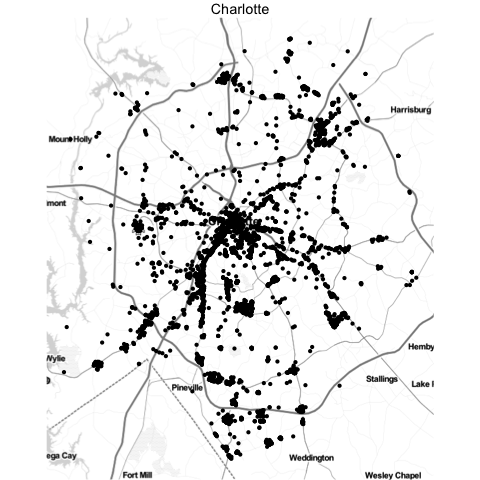 Charlotte
Harrisburg
Mount Holly
mont
Hemby
Wylie
Stallings
Pineville
Lake I
ega Cay
Weddington
Fort Mill
Wesley Chapel